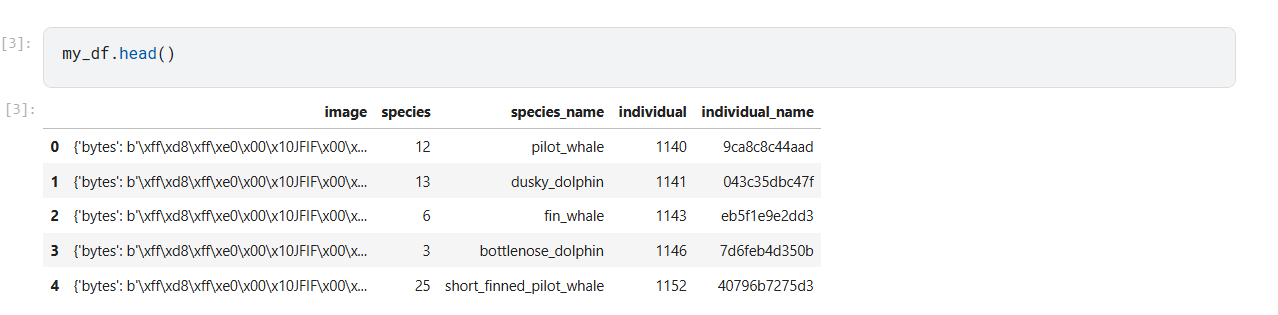 [3]: my_df.head()
[3]: image species species_name individual individual_name
0 {'bytes': b'\xff\xd8\xff\xe0\x00\x10JFIF\x00\x... 12 pilot_whale 1140 9ca8c8c44aad
1 {'bytes': b'\xff\xd8\xff\xe0\x00\x10JFIF\x00\x... 13 dusky_dolphin 1141 043c35dbc47f
2 {'bytes': b'\xff\xd8\xff\xe0\x00\x10JFIF\x00\x... 6 fin_whale 1143 eb5f1e9e2dd3
3 {'bytes': b'\xff\xd8\xff\xe0\x00\x10JFIF\x00\x... 3 bottlenose_dolphin 1146 7d6feb4d350b
4 {'bytes': b'\xff\xd8\xff\xe0\x00\x10JFIF\x00\x... 25 short_finned_pilot_whale 1152 40796b7275d3